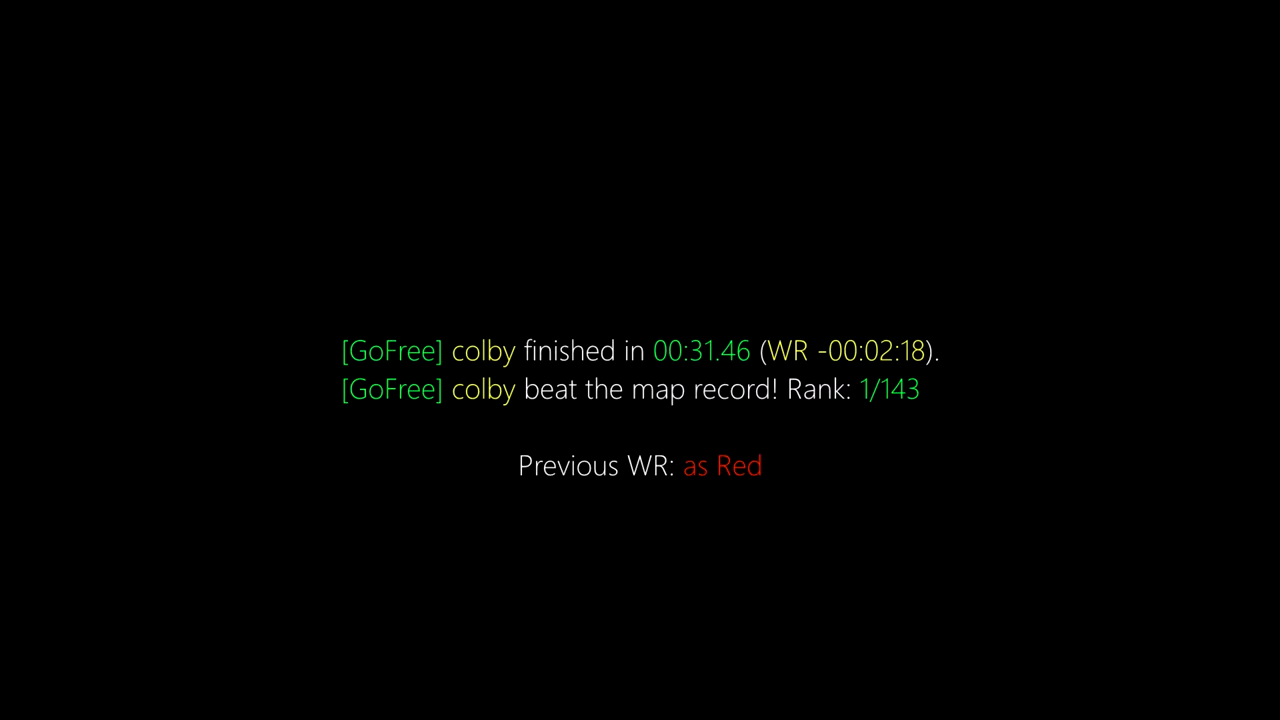 [GoFree] colby finished in 00:31.46 (WR -00:02:18).
[GoFree] colby beat the map record! Rank: 1/143
Previous WR: as Red